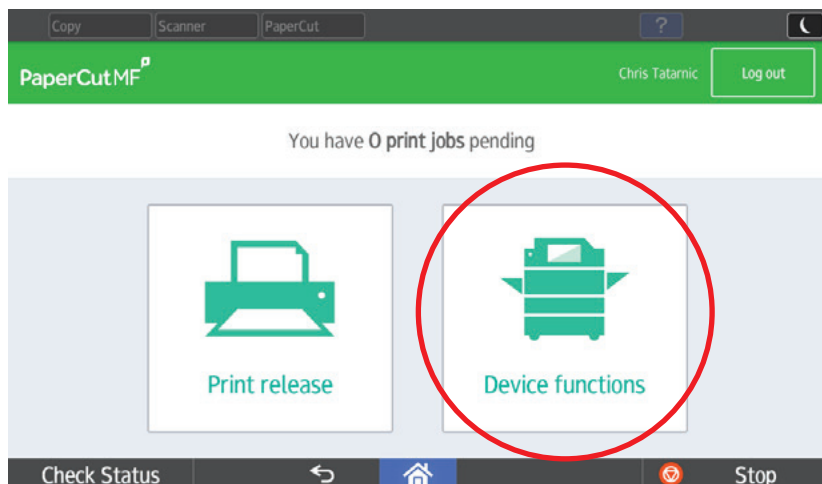 Copy Scanner PaperCut ?
PaperCutMF
Chris Tatarnic Log out
You have 0 print jobs pending
Print release Device functions
Check Status Stop